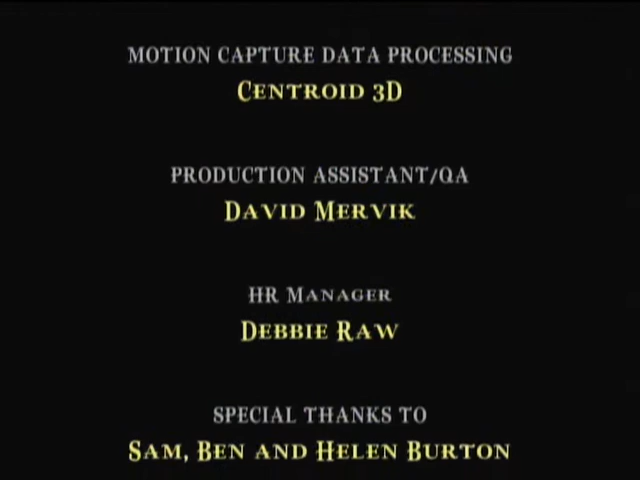 MOTION CAPTURE DATA PROCESSING
CENTROID 3D
PRODUCTION ASSISTANT/QA
DAVID MERVIK
HR MANAGER
DEBBIE RAW
SPECIAL THANKS TO
SAM, BEN AND HELEN BURTON